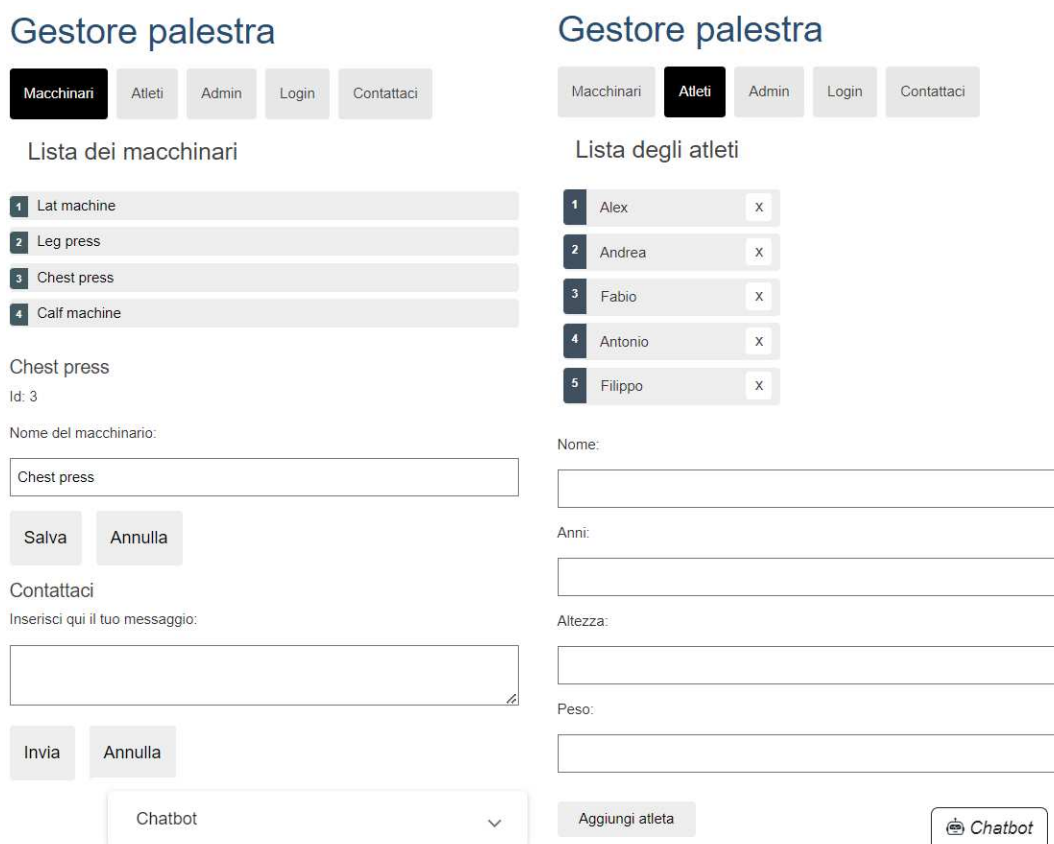 Gestore palestra
Macchinari Atleti Admin Login Contattaci
Lista dei macchinari
1 Lat machine
2 Leg press
3 Chest press
4 Calf machine
Chest press
Id: 3
Nome del macchinario:
Chest press
Salva Annulla
Contattaci
Inserisci qui il tuo messaggio:
Invia Annulla
Chatbot
Gestore palestra
Macchinari Atleti Admin Login Contattaci
Lista degli atleti
1 Alex X
2 Andrea X
3 Fabio X
4 Antonio X
5 Filippo X
Nome:
Anni:
Altezza:
Peso:
Aggiungi atleta
Chatbot